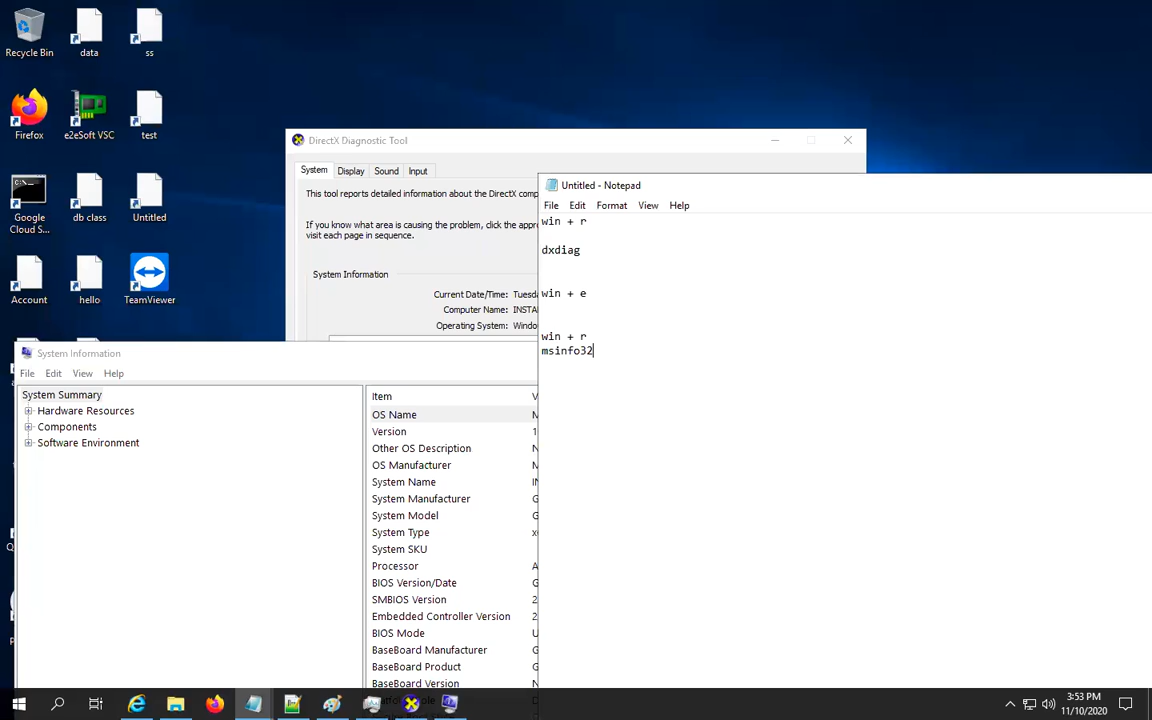 Recycle Bin
data
ss
Firefox
e2eSoft VSC
test
Google
Cloud S...
db class
Untitled
Account
hello
TeamViewer
DirectX Diagnostic Tool
System Display Sound Input
This tool reports detailed information about the DirectX comp
If you know what area is causing the problem, click the appro
visit each page in sequence.
System Information
Current Date/Time: Tuesda
Computer Name: INSTA
Operating System: Windo
Untitled - Notepad
File Edit Format View Help
win + r
dxdiag
win + e
win + r
msinfo32
System Information
File Edit View Help
System Summary
Hardware Resources
Components
Software Environment
Item
OS Name
Version
Other OS Description
OS Manufacturer
System Name
System Manufacturer
System Model
System Type
System SKU
Processor
BIOS Version/Date
SMBIOS Version
Embedded Controller Version
BIOS Mode
BaseBoard Manufacturer
BaseBoard Product
BaseBoard Version
3:53 PM
11/10/2020